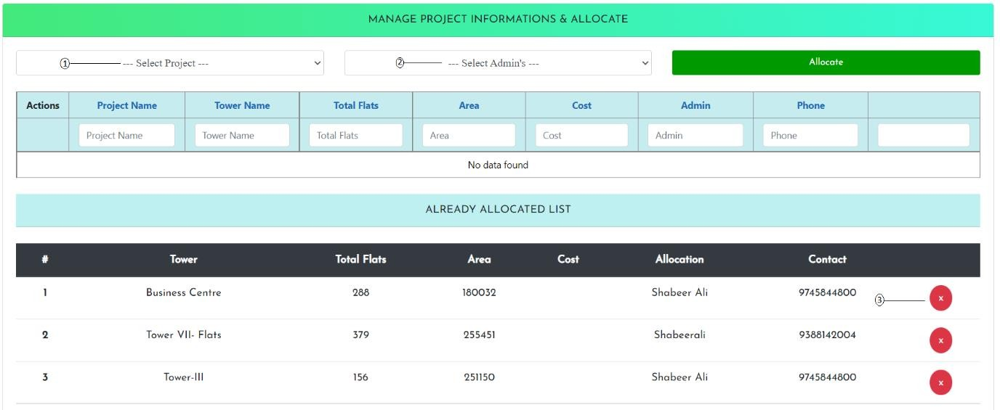 MANAGE PROJECT INFORMATIONS & ALLOCATE
1 --- Select Project --- 2 --- Select Admin's --- Allocate
Actions Project Name Tower Name Total Flats Area Cost Admin Phone
Project Name Tower Name Total Flats Area Cost Admin Phone
No data found
ALREADY ALLOCATED LIST
# Tower Total Flats Area Cost Allocation Contact
1 Business Centre 288 180032 Shabeer Ali 9745844800 3 x
2 Tower VII- Flats 379 255451 Shabeerali 9388142004 x
3 Tower-III 156 251150 Shabeer Ali 9745844800 x